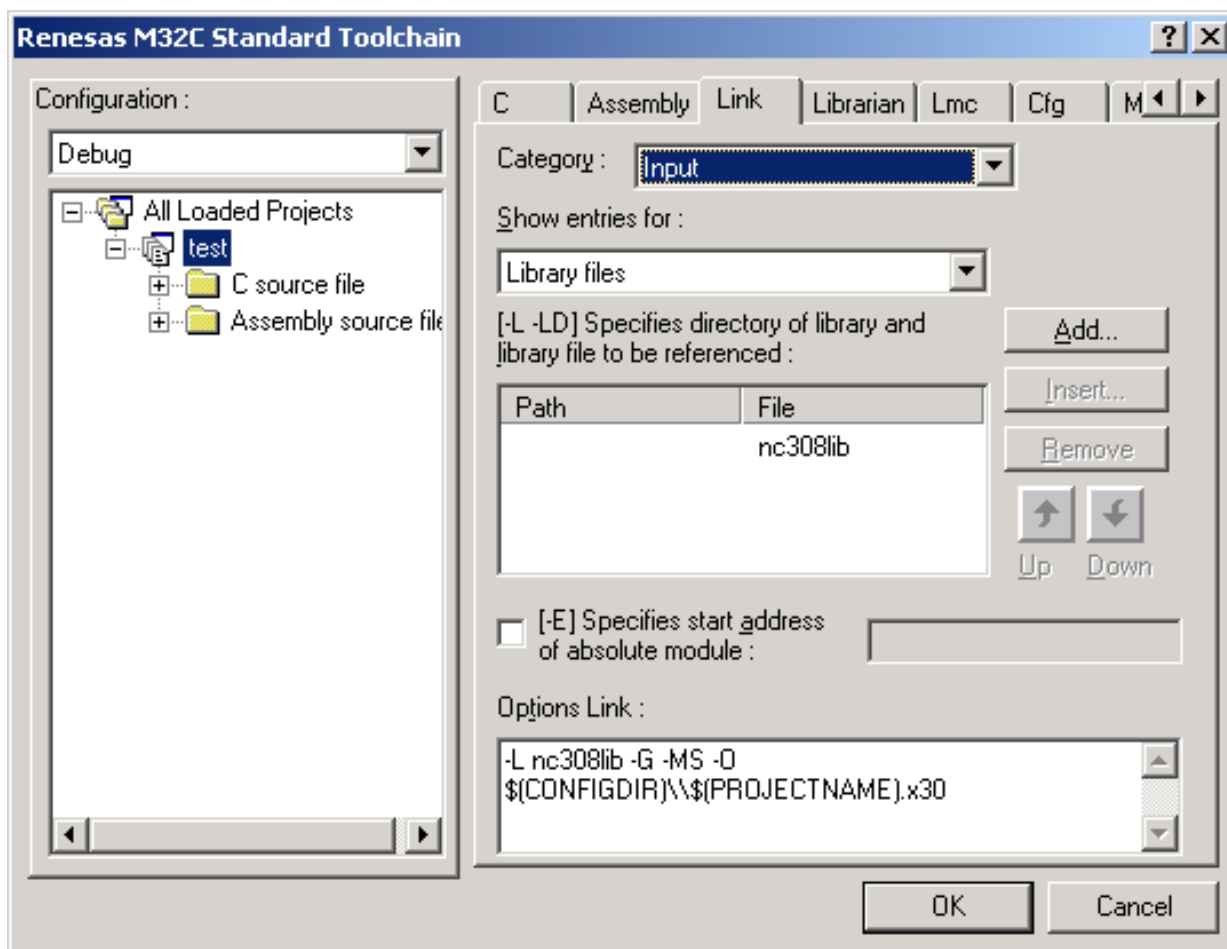 Renesas M32C Standard Toolchain
Configuration :
Debug
All Loaded Projects
test
C source file
Assembly source file
C Assembly Link Librarian Lmc Cfg M
Category : Input
Show entries for :
Library files
[-L -LD] Specifies directory of library and
library file to be referenced :
Path File
nc308lib
Add...
Insert...
Remove
Up Down
[-E] Specifies start address
of absolute module :
Options Link :
-L nc308lib -G -MS -O
$(CONFIGDIR)\\$(PROJECTNAME).x30
OK Cancel